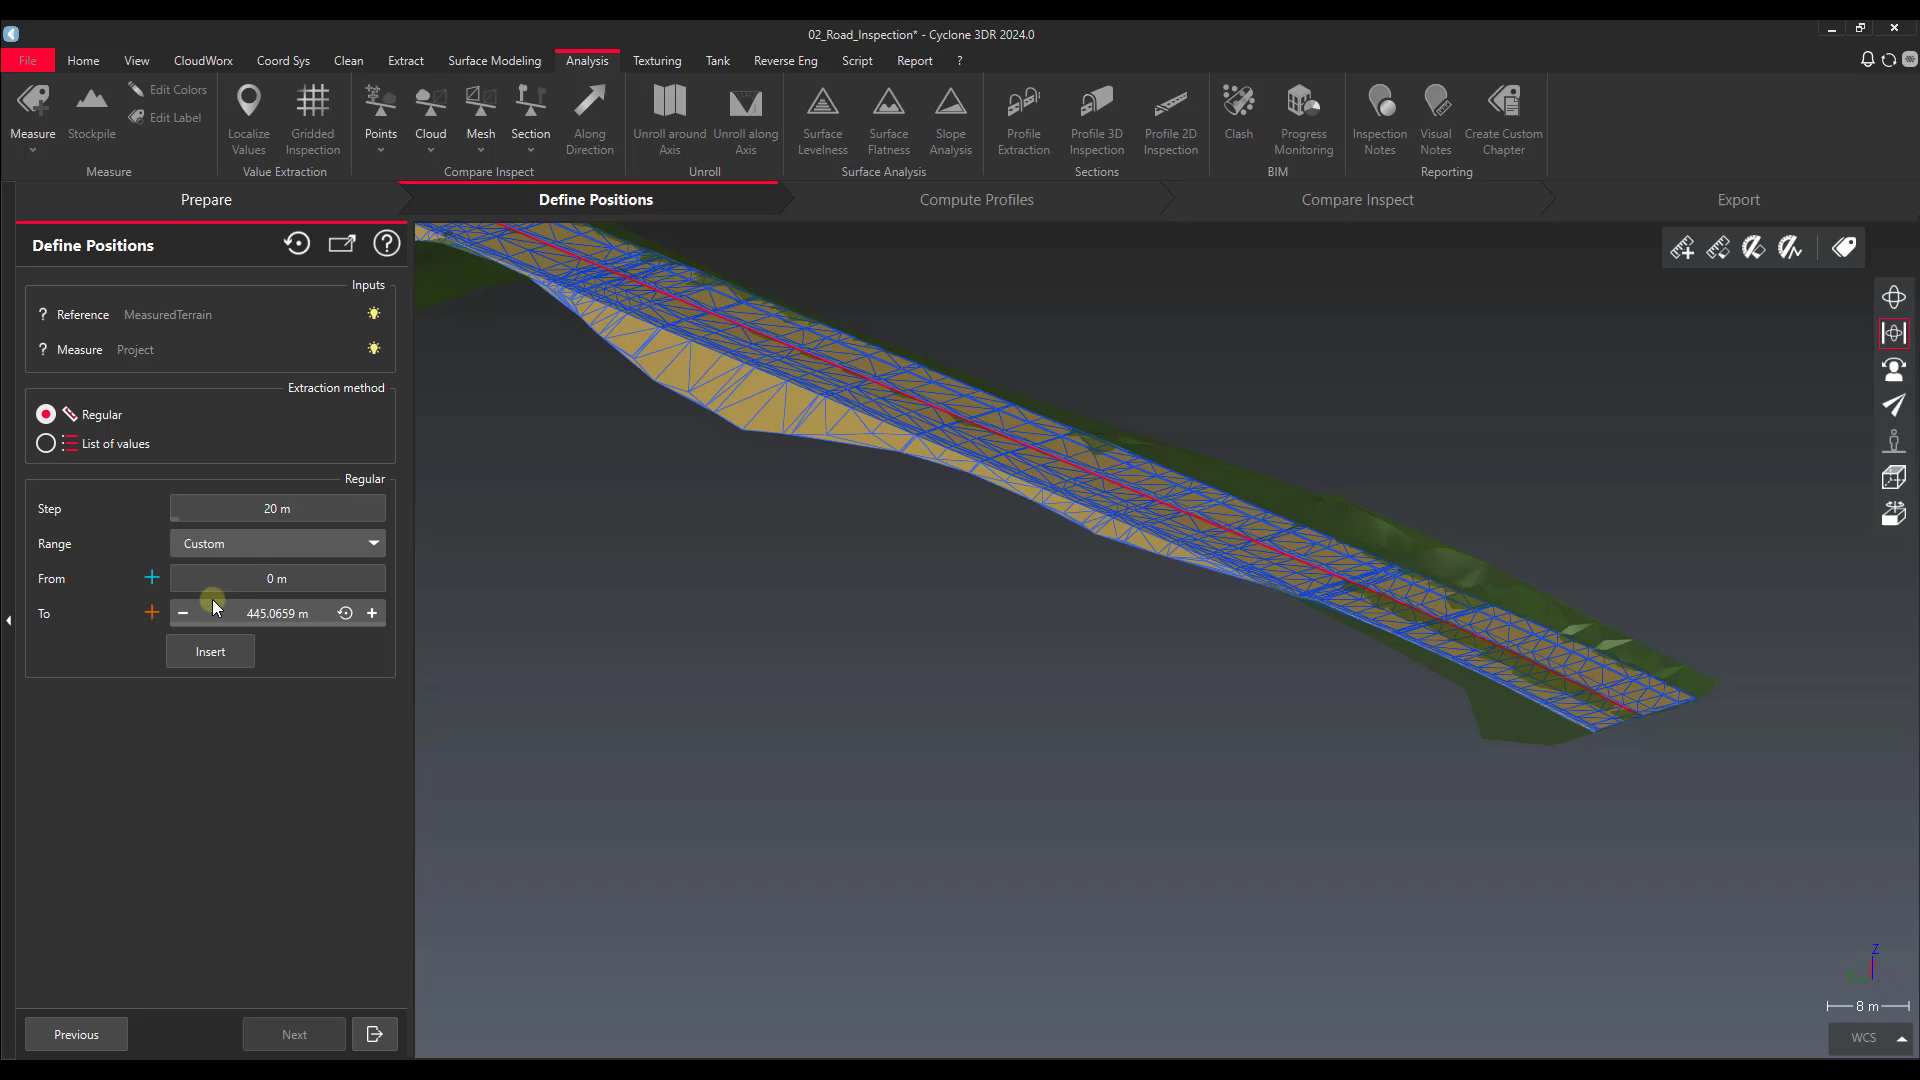 02_Road_Inspection* - Cyclone 3DR 2024.0
File Home View CloudWorx Coord Sys Clean Extract Surface Modeling Analysis Texturing Tank Reverse Eng Script Report ?
Measure
Stockpile
Edit Colors
Edit Label
Localize Values
Gridded Inspection
Points
Cloud
Mesh
Section
Along Direction
Unroll around Axis
Unroll along Axis
Surface Levelness
Surface Flatness
Slope Analysis
Profile Extraction
Profile 3D Inspection
Profile 2D Inspection
Clash
Progress Monitoring
Inspection Notes
Visual Notes
Create Custom Chapter
Measure Value Extraction Compare Inspect Unroll Surface Analysis Sections BIM Reporting
Prepare Define Positions Compute Profiles Compare Inspect Export
Define Positions ?
Inputs
? Reference MeasuredTerrain
? Measure Project
Extraction method
Regular
List of values
Regular
Step 20 m
Range Custom
From 0 m
To 445.0659 m
Insert
Previous Next
Z
8 m
WCS